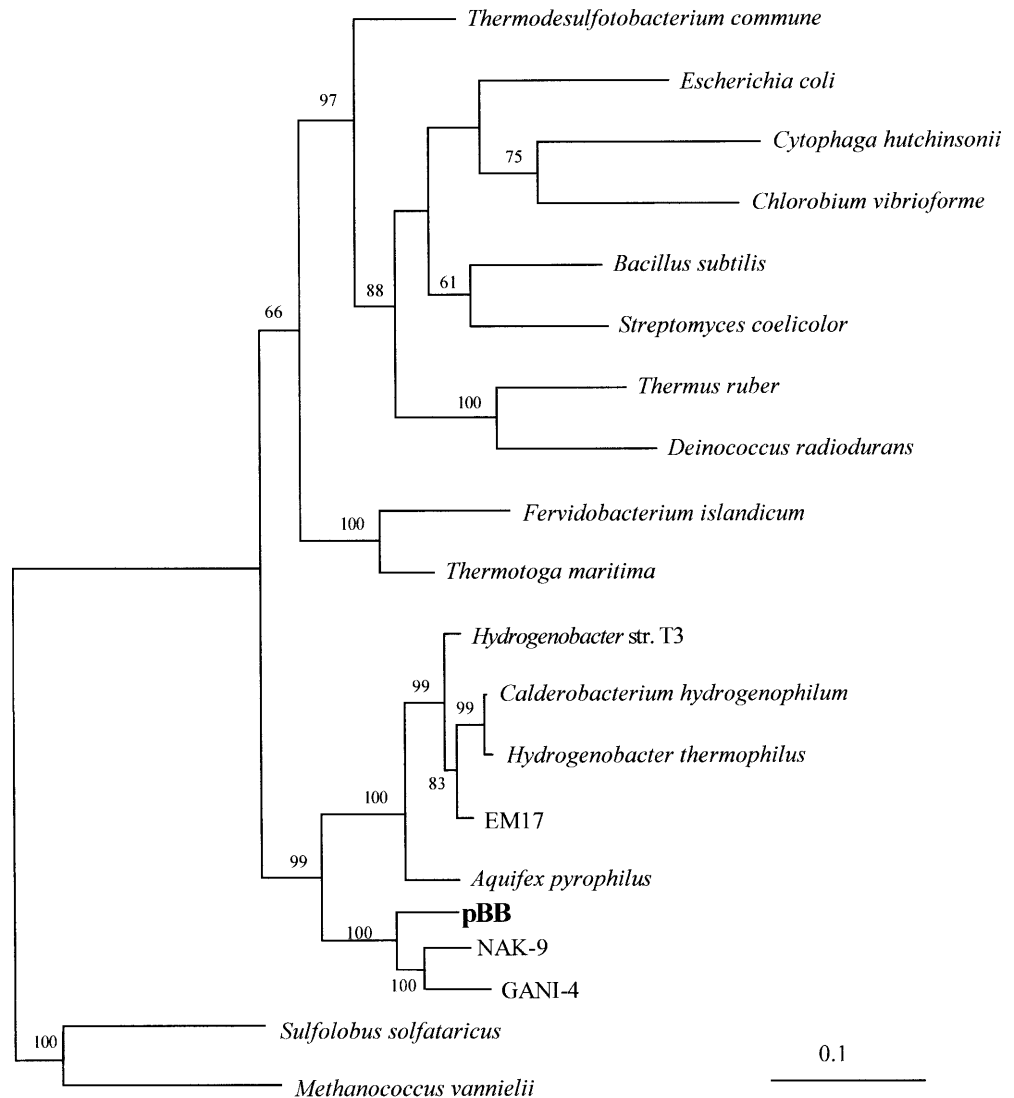 Thermodesulfotobacterium commune
Escherichia coli
97
Cytophaga hutchinsonii
75
Chlorobium vibrioforme
Bacillus subtilis
61
88
66
Streptomyces coelicolor
Thermus ruber
100
Deinococcus radiodurans
Fervidobacterium islandicum
100
Thermotoga maritima
Hydrogenobacter str. T3
99
Calderobacterium hydrogenophilum
99
Hydrogenobacter thermophilus
83
100
EM17
99
Aquifex pyrophilus
pBB
100
NAK-9
100
GANI-4
Sulfolobus solfataricus
100
0.1
Methanococcus vannielii